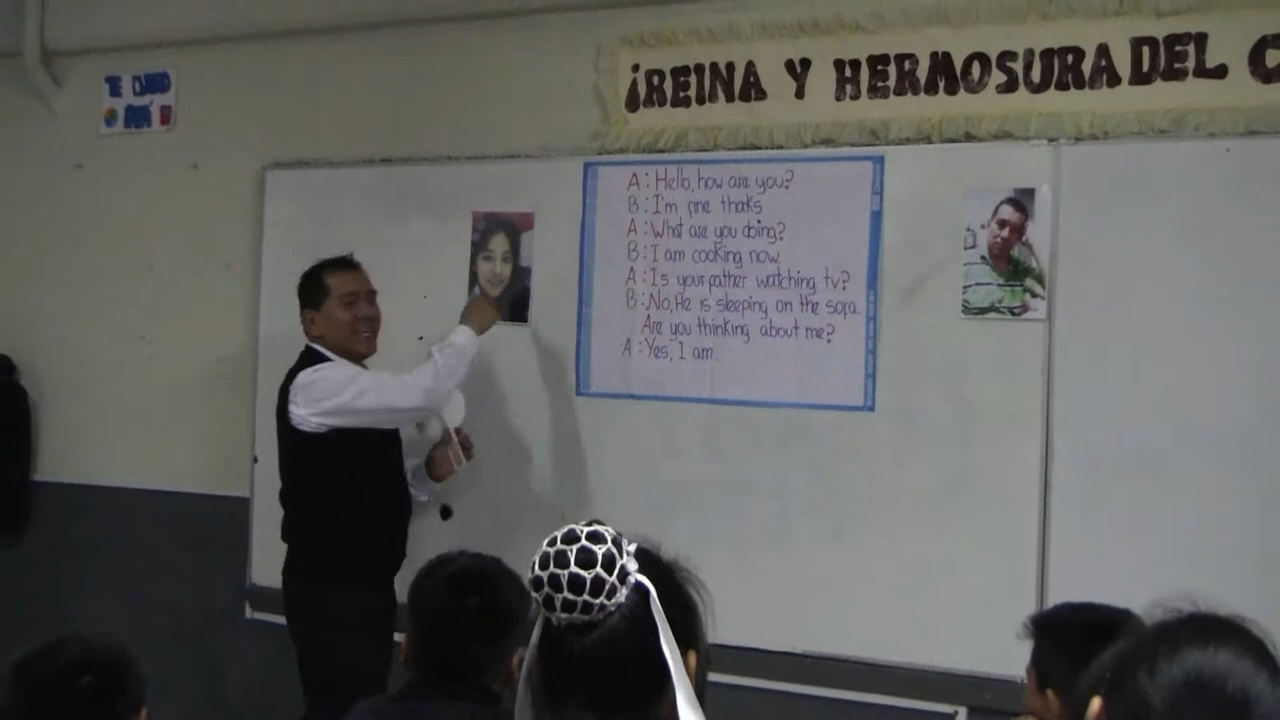 ¡REINA Y HERMOSURA DEL C
TE
A: Hello, how are you?
B: I'm fine thaks
A: What are you doing?
B: I am cooking now.
A: Is your father watching tv?
B: No, He is sleeping on the sofa.
Are you thinking about me?
A: Yes, I am.